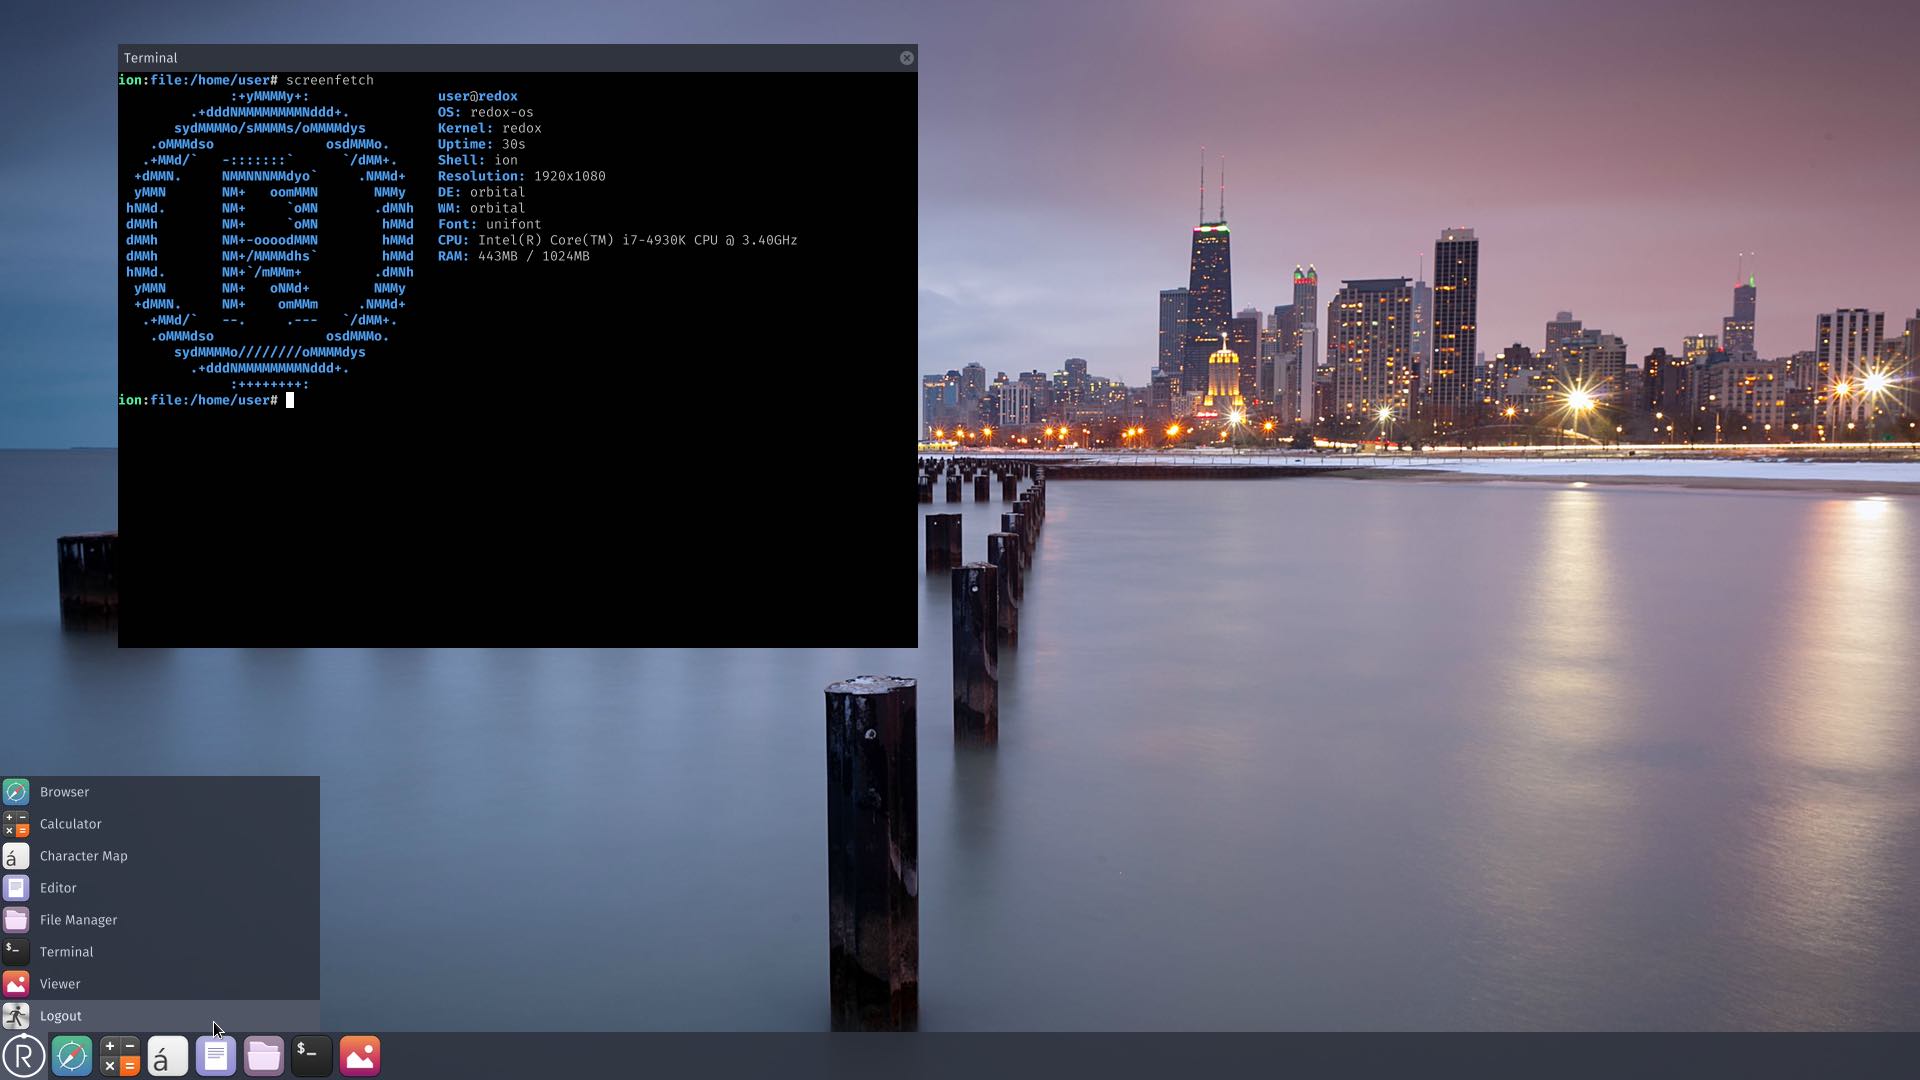 Terminal
ion:file:/home/user# screenfetch
:+yMMMMy+: user@redox
.+dddNMMMMMMMMNddd+. OS: redox-os
sydMMMMo/sMMMMs/oMMMMdys Kernel: redox
.oMMMdso osdMMMo. Uptime: 30s
.+MMd/` -:::::::` `/dMM+. Shell: ion
+dMMN. NMMNNNMMdyo` .NMMd+ Resolution: 1920x1080
yMMN NM+ oomMMN NMMy DE: orbital
hNMd. NM+ `oMN .dMNh WM: orbital
dMMh NM+ `oMN hMMd Font: unifont
dMMh NM+-oooodMMN hMMd CPU: Intel(R) Core(TM) i7-4930K CPU @ 3.40GHz
dMMh NM+/MMMMdhs` hMMd RAM: 443MB / 1024MB
hNMd. NM+`/mMMm+ .dMNh
yMMN NM+ oNMd+ NMMy
+dMMN. NM+ omMMm .NMMd+
.+MMd/` --. .--- `/dMM+.
.oMMMdso osdMMMo.
sydMMMMo////////oMMMMdys
.+dddNMMMMMMMMNddd+.
:++++++++:
ion:file:/home/user#
Browser
Calculator
á Character Map
Editor
File Manager
$_ Terminal
Viewer
Logout
R
á
$_